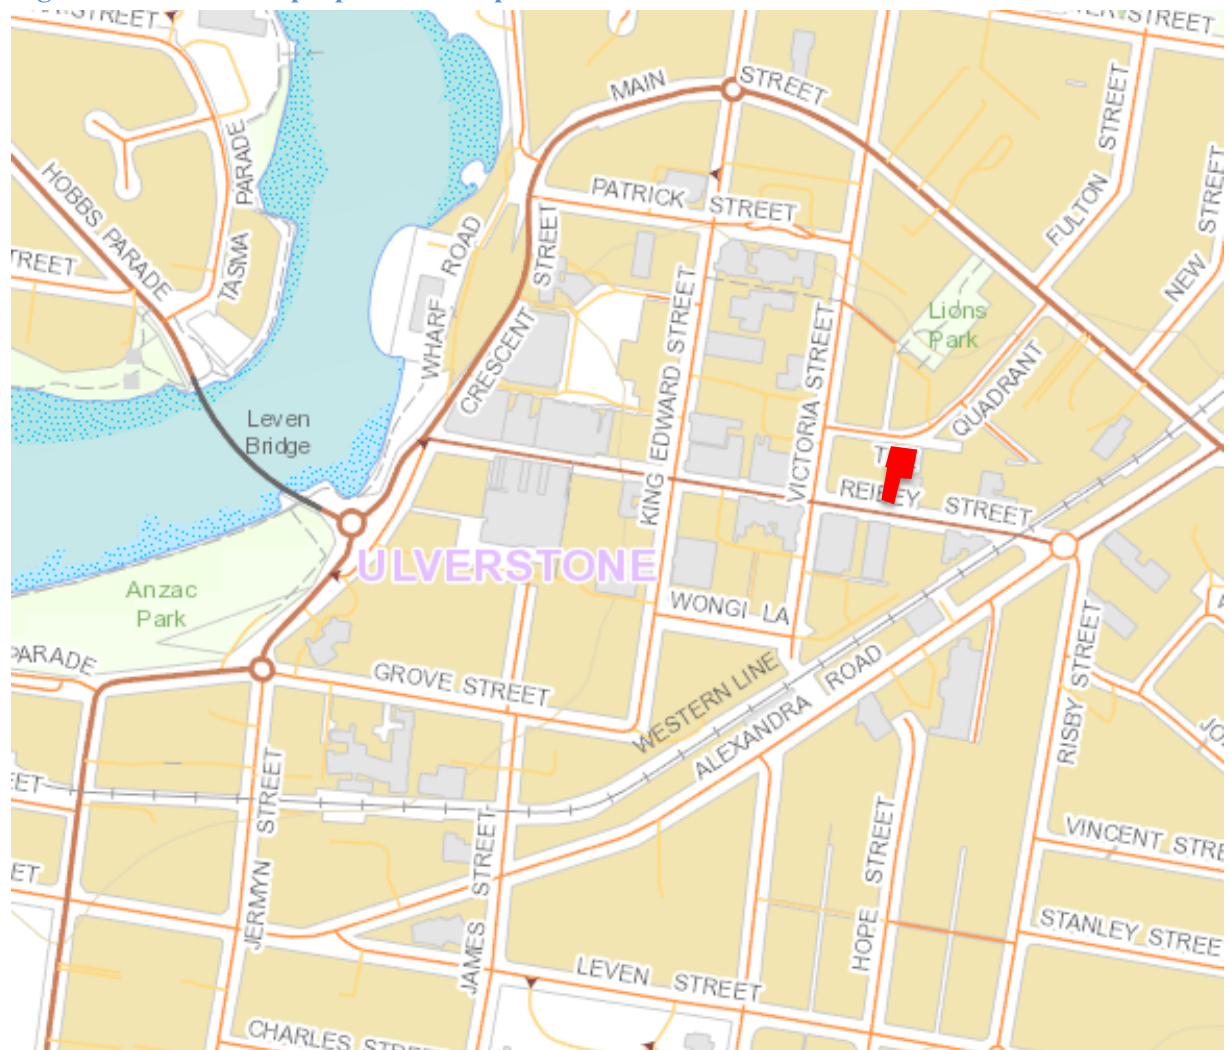 STREET
MAIN STREET
STREET
FULTON STREET
NEW STREET
HOBBS PARADE
TASMA PARADE
PATRICK STREET
WHARF ROAD
CRESCENT STREET
KING EDWARD STREET
VICTORIA STREET
Lions
Park
QUADRANT
Leven
Bridge
REIBEY STREET
ULVERSTONE
Anzac
Park
WONGI LA
PARADE
GROVE STREET
WESTERN LINE
ALEXANDRA ROAD
RISBY STREET
JERMYN STREET
JAMES STREET
HOPE STREET
VINCENT STRE
STANLEY STREE
LEVEN STREET
CHARLES STREE